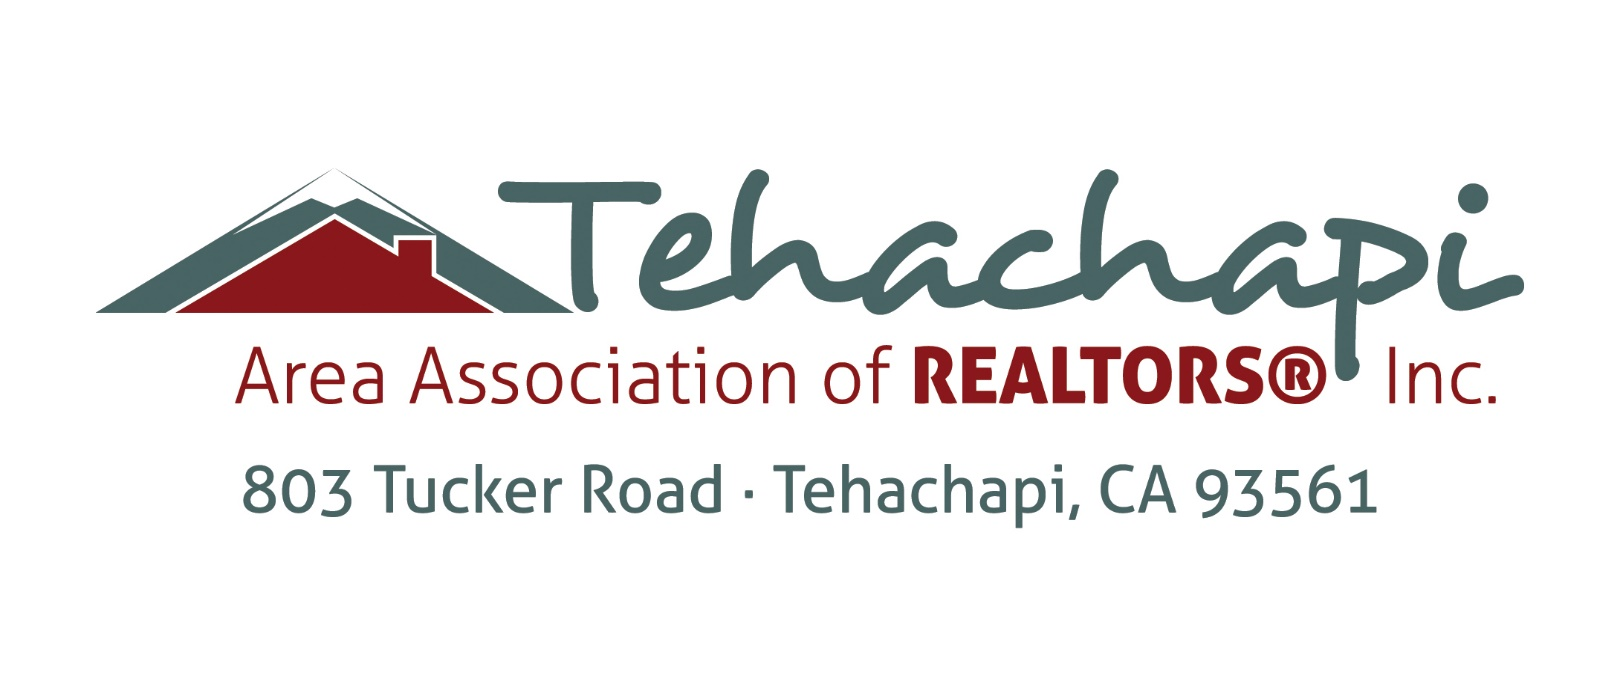 Tehachapi
Area Association of REALTORS® Inc.
803 Tucker Road · Tehachapi, CA 93561